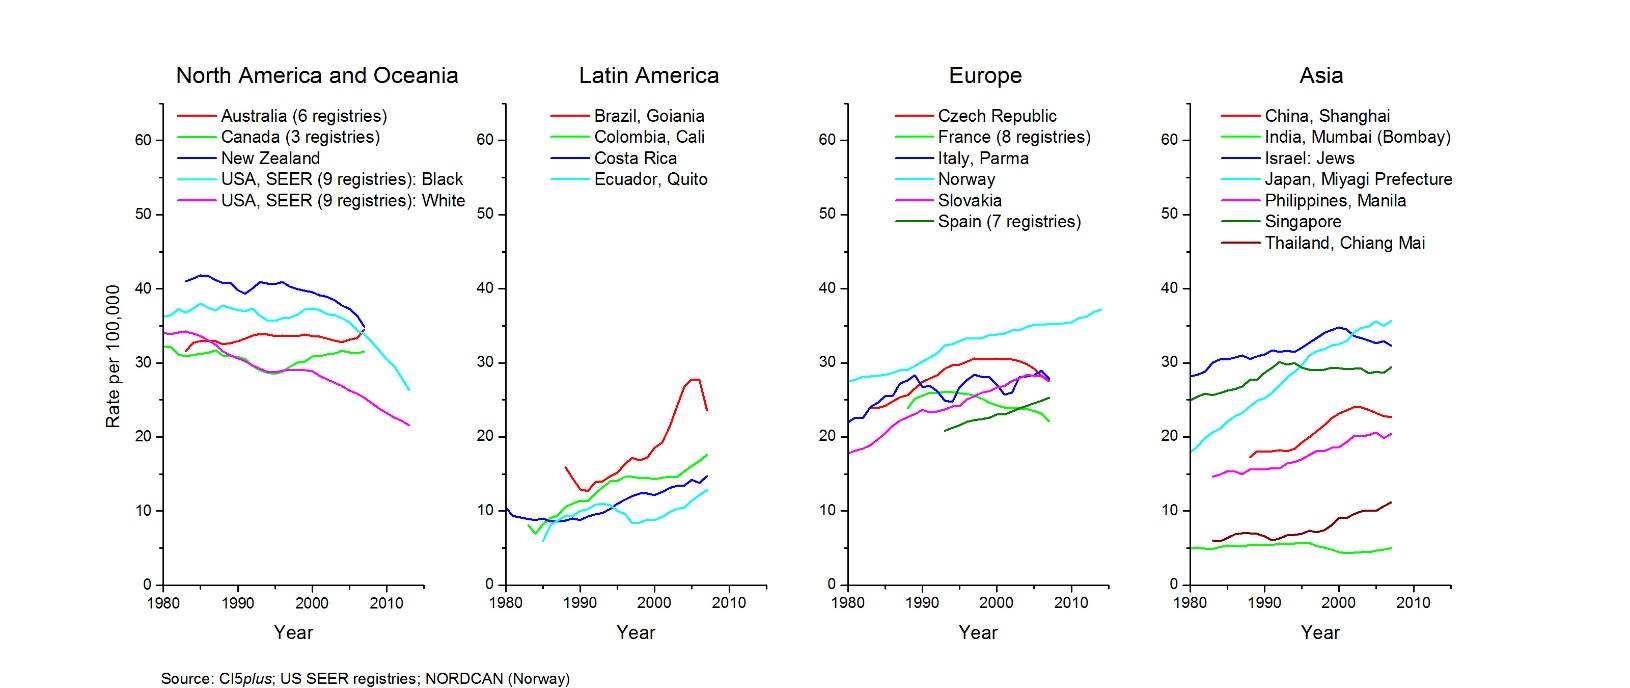 North America and Oceania
Rate per 100,000
60
50
40
30
20
10
0
Australia (6 registries)
Canada (3 registries)
New Zealand
USA, SEER (9 registries): Black
USA, SEER (9 registries): White
1980 1990 2000 2010
Year
Latin America
60
50
40
30
20
10
0
Brazil, Goiania
Colombia, Cali
Costa Rica
Ecuador, Quito
1980 1990 2000 2010
Year
Europe
60
50
40
30
20
10
0
Czech Republic
France (8 registries)
Italy, Parma
Norway
Slovakia
Spain (7 registries)
1980 1990 2000 2010
Year
Asia
60
50
40
30
20
10
0
China, Shanghai
India, Mumbai (Bombay)
Israel: Jews
Japan, Miyagi Prefecture
Philippines, Manila
Singapore
Thailand, Chiang Mai
1980 1990 2000 2010
Year
Source: CI5plus; US SEER registries; NORDCAN (Norway)